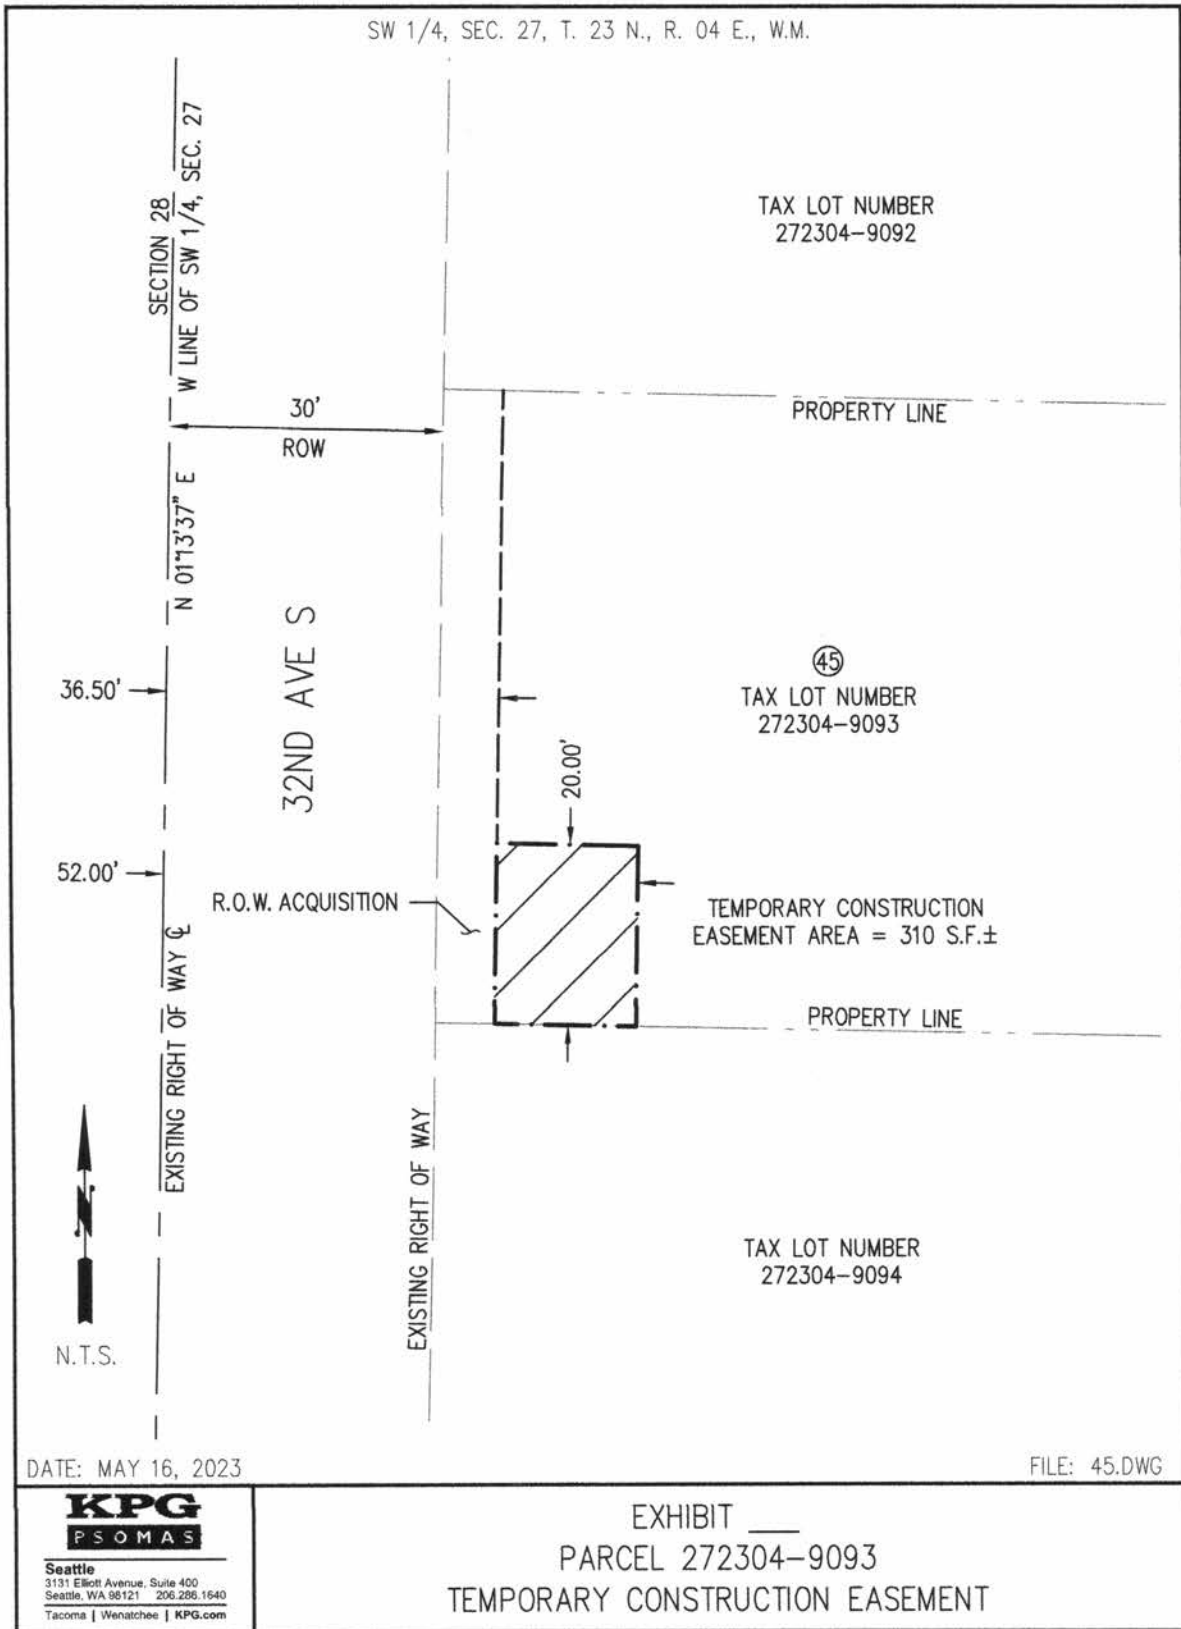 SW 1/4, SEC. 27, T. 23 N., R. 04 E., W.M.
SECTION 28
W LINE OF SW 1/4, SEC. 27
TAX LOT NUMBER
272304-9092
30'
ROW
PROPERTY LINE
N 01°13'37" E
32ND AVE S
36.50'
45
TAX LOT NUMBER
272304-9093
20.00'
52.00'
R.O.W. ACQUISITION
TEMPORARY CONSTRUCTION
EASEMENT AREA = 310 S.F.±
PROPERTY LINE
EXISTING RIGHT OF WAY ℄
EXISTING RIGHT OF WAY
TAX LOT NUMBER
272304-9094
N
N.T.S.
DATE: MAY 16, 2023
FILE: 45.DWG
KPG
PSOMAS
Seattle
3131 Elliott Avenue, Suite 400
Seattle, WA 98121 206.286.1640
Tacoma | Wenatchee | KPG.com
EXHIBIT ___
PARCEL 272304-9093
TEMPORARY CONSTRUCTION EASEMENT